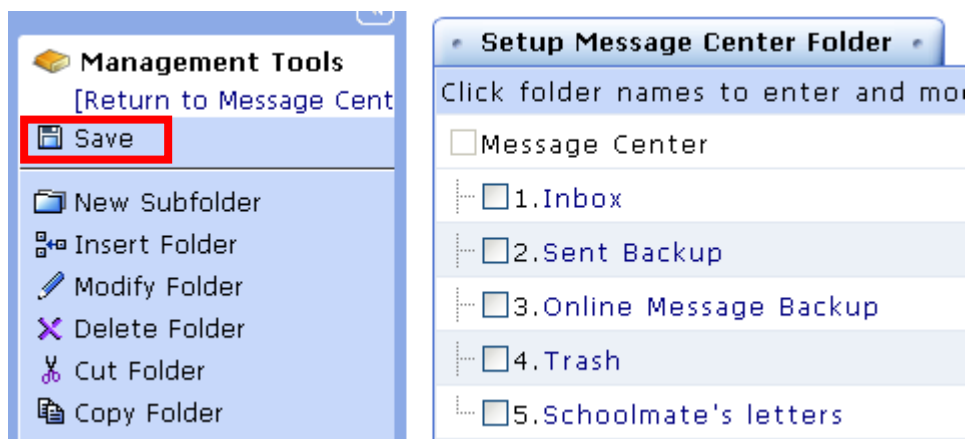 Management Tools
[Return to Message Cent
Save
New Subfolder
Insert Folder
Modify Folder
Delete Folder
Cut Folder
Copy Folder
Setup Message Center Folder
Click folder names to enter and mo
Message Center
1.Inbox
2.Sent Backup
3.Online Message Backup
4.Trash
5.Schoolmate's letters